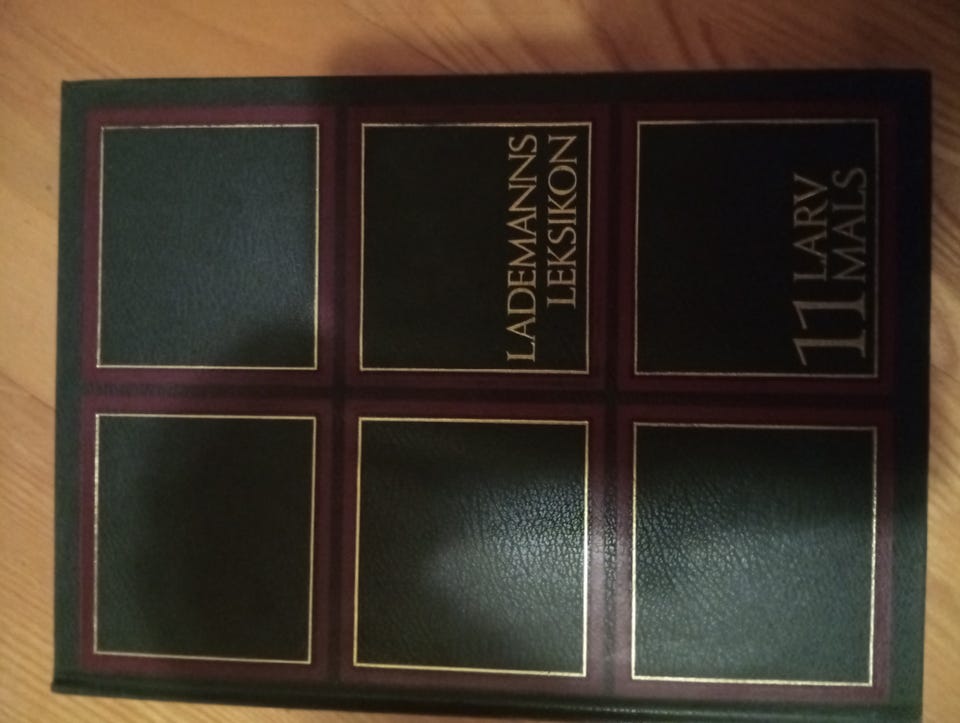 LADEMANNS
LEKSIKON
11 LARV
MALS